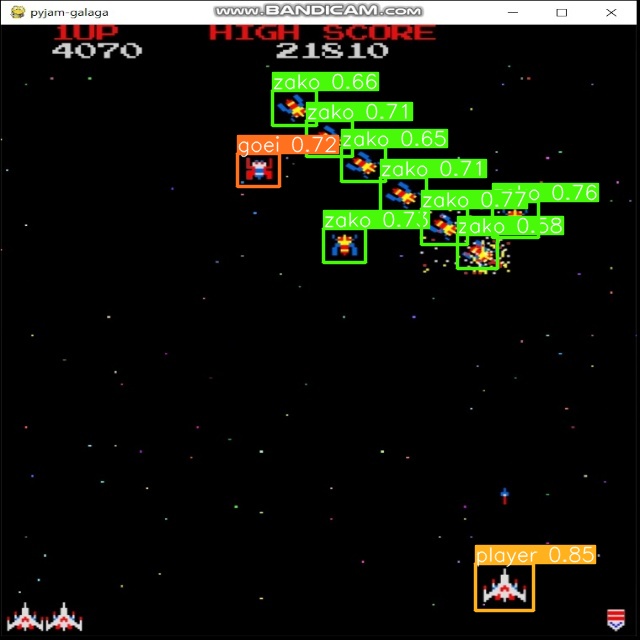 pyjam-galaga
www.BANDICAM.com
1UP HIGH SCORE
4070 21810
zako 0.66
zako 0.71
zako 0.65
goei 0.72
zako 0.71
zako 0.77
0.76
zako 0.73
zako 0.58
player 0.85